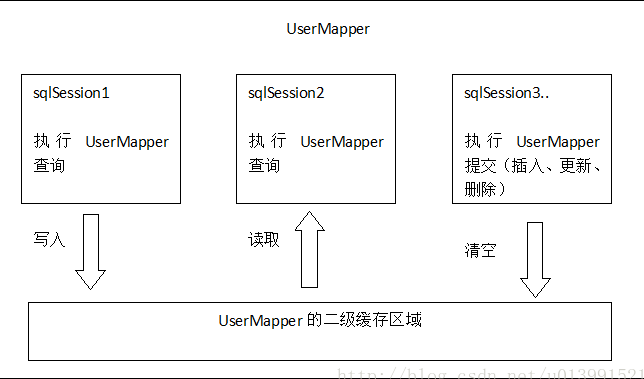 UserMapper
sqlSession1
执行 UserMapper
查询
sqlSession2
执行 UserMapper
查询
sqlSession3..
执行 UserMapper
提交（插入、更新、
删除）
写入
读取
清空
UserMapper 的二级缓存区域
http://blog.csdn.net/u013991521